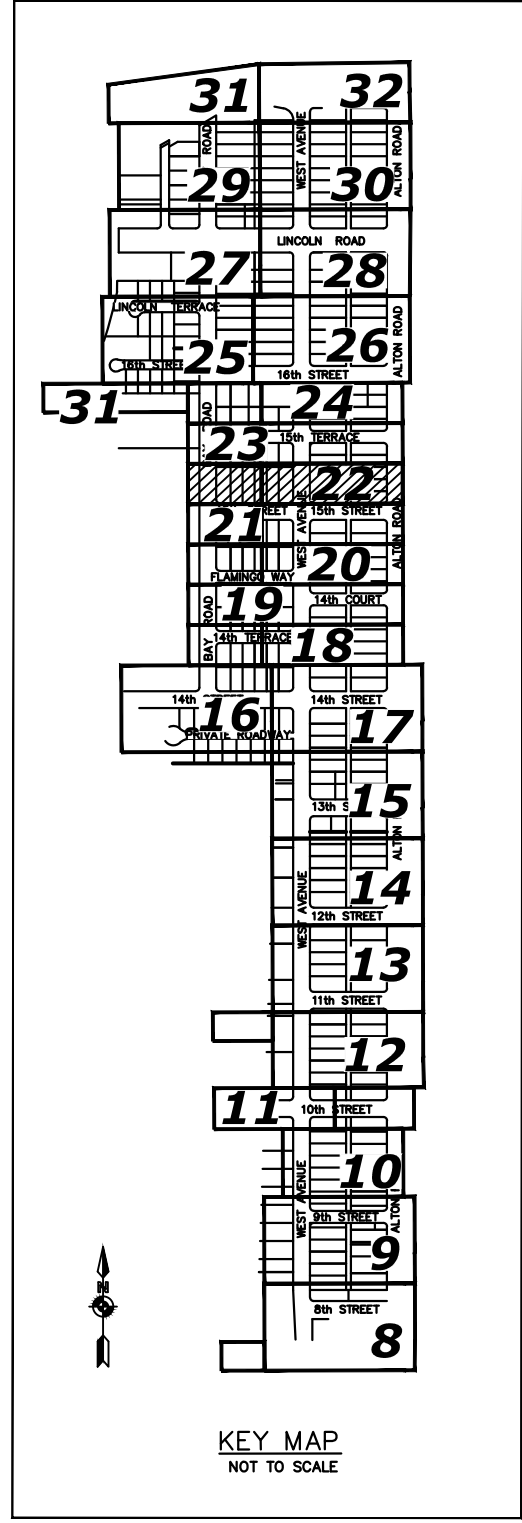 31
32
ROAD
WEST AVENUE
ALTON ROAD
29
30
LINCOLN ROAD
27
28
LINCOLN TERRACE
ALTON ROAD
26
25
16th STREE
16th STREET
31
24
ROAD
15th TERRACE
23
22
REET
15th STREET
WEST AVENUE
ALTON ROAD
21
20
FLAMINGO WAY
14th COURT
19
BAY ROAD
14th TERRACE
18
14th
14th STREET
16
PRIVATE ROADWAY
17
15
13th S
ALTON
14
WEST AVENUE
12th STREET
13
11th STREET
12
11
10th STREET
10
WEST AVENUE
ALTON
9th STREET
9
N
8th STREET
8
KEY MAP
NOT TO SCALE